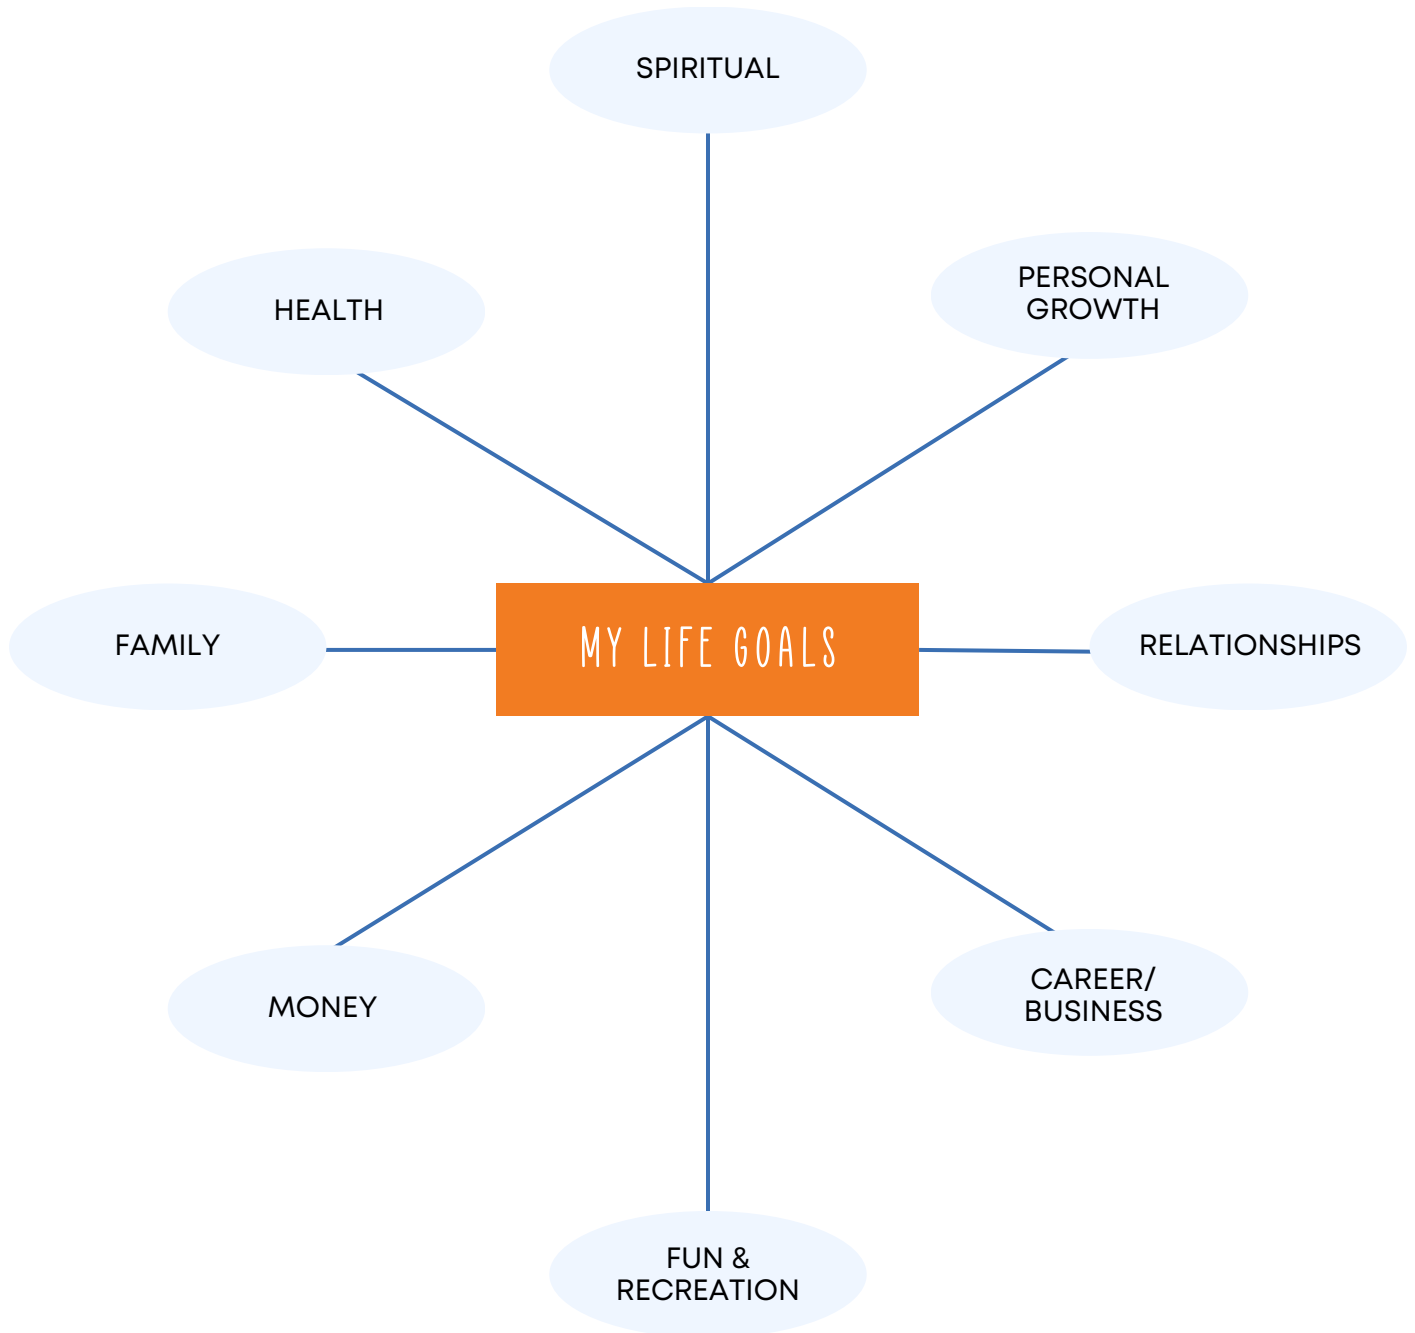 SPIRITUAL
PERSONAL
GROWTH
HEALTH
FAMILY
MY LIFE GOALS
RELATIONSHIPS
MONEY
CAREER/
BUSINESS
FUN &
RECREATION